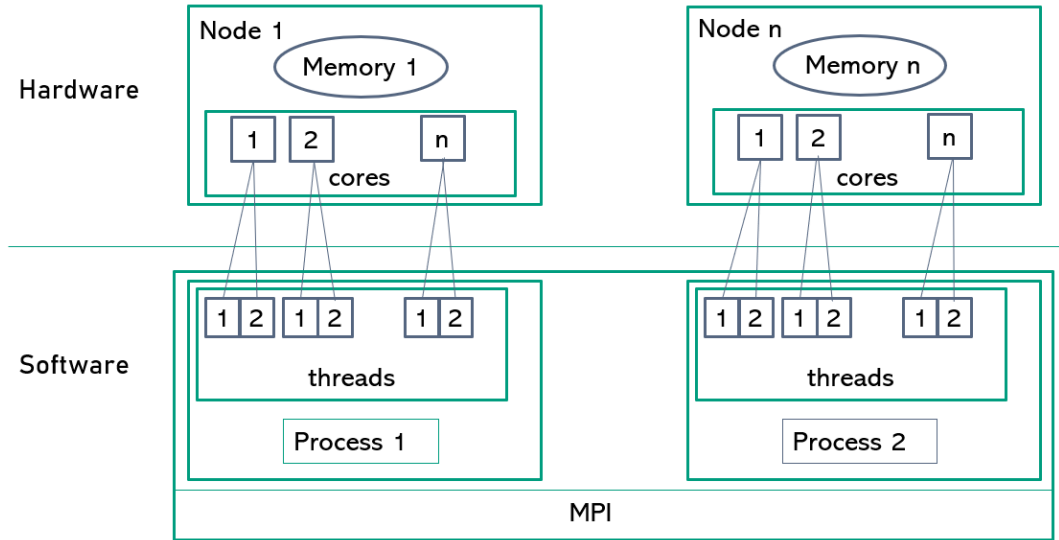 Hardware
Node 1
Memory 1
1 2 n
cores
Node n
Memory n
1 2 n
cores
Software
1 2 1 2 1 2
threads
Process 1
1 2 1 2 1 2
threads
Process 2
MPI